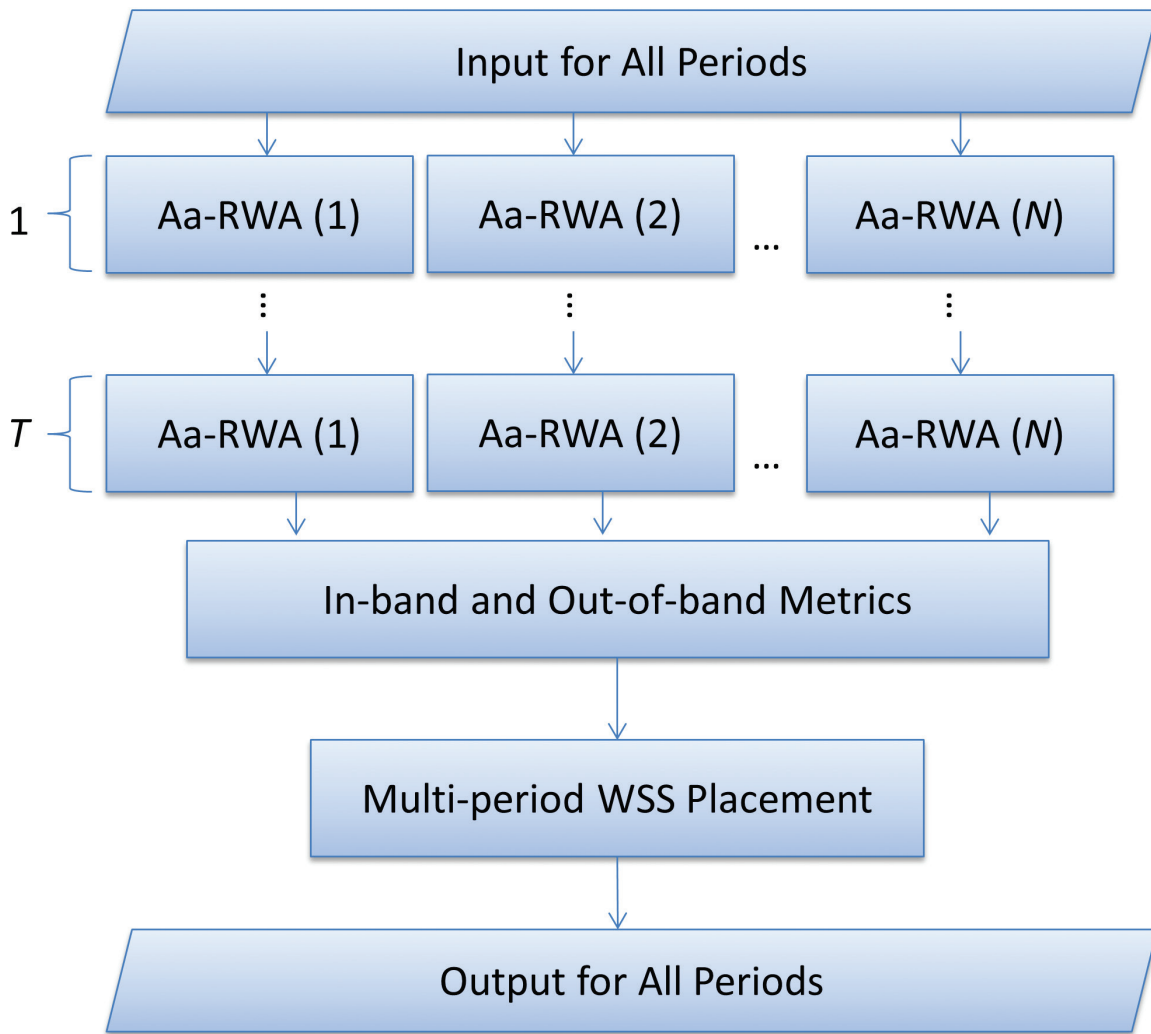 Input for All Periods
1
Aa-RWA (1)
Aa-RWA (2)
...
Aa-RWA (N)
...
...
...
T
Aa-RWA (1)
Aa-RWA (2)
...
Aa-RWA (N)
In-band and Out-of-band Metrics
Multi-period WSS Placement
Output for All Periods